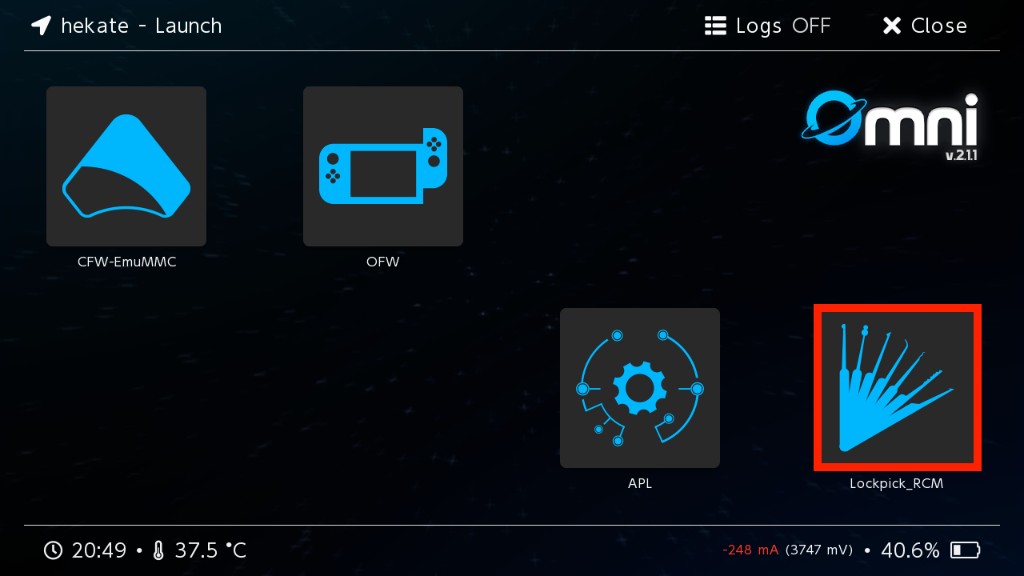 hekate - Launch
Logs OFF
Close
Omni
v.2.1.1
CFW-EmuMMC
OFW
APL
Lockpick_RCM
20:49 • 37.5 °C
-248 mA (3747 mV) • 40.6%